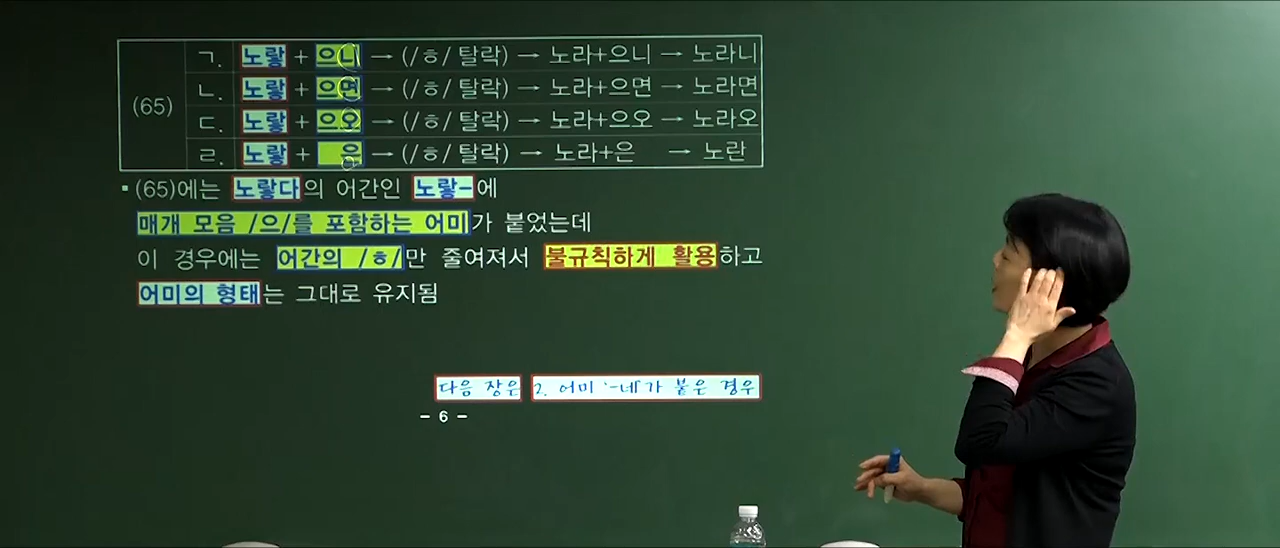 (65)
ㄱ. 노랗 + 으니 → (/ㅎ/ 탈락) → 노라+으니 → 노라니
ㄴ. 노랗 + 으면 → (/ㅎ/ 탈락) → 노라+으면 → 노라면
ㄷ. 노랗 + 으오 → (/ㅎ/ 탈락) → 노라+으오 → 노라오
ㄹ. 노랗 + 은 → (/ㅎ/ 탈락) → 노라+은 → 노란
▪ (65)에는 노랗다의 어간인 노랗-에
매개 모음 /으/를 포함하는 어미가 붙었는데
이 경우에는 어간의 /ㅎ/만 줄여져서 불규칙하게 활용하고
어미의 형태는 그대로 유지됨
다음 장은 2. 어미 '-네'가 붙은 경우
- 6 -